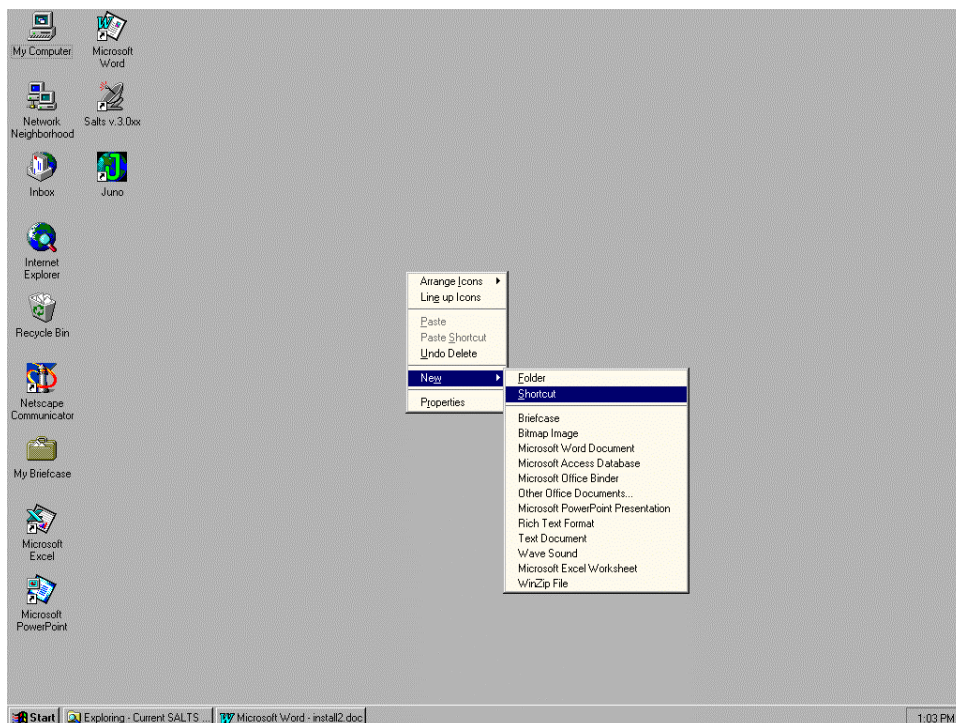 My Computer
Microsoft
Word
Network
Neighborhood
Salts v.3.0xx
Inbox
Juno
Internet
Explorer
Recycle Bin
Netscape
Communicator
My Briefcase
Microsoft
Excel
Microsoft
PowerPoint
Arrange Icons
Line up Icons
Paste
Paste Shortcut
Undo Delete
New
Properties
Folder
Shortcut
Briefcase
Bitmap Image
Microsoft Word Document
Microsoft Access Database
Microsoft Office Binder
Other Office Documents...
Microsoft PowerPoint Presentation
Rich Text Format
Text Document
Wave Sound
Microsoft Excel Worksheet
WinZip File
Start
Exploring - Current SALTS ...
Microsoft Word - install2.doc
1:03 PM